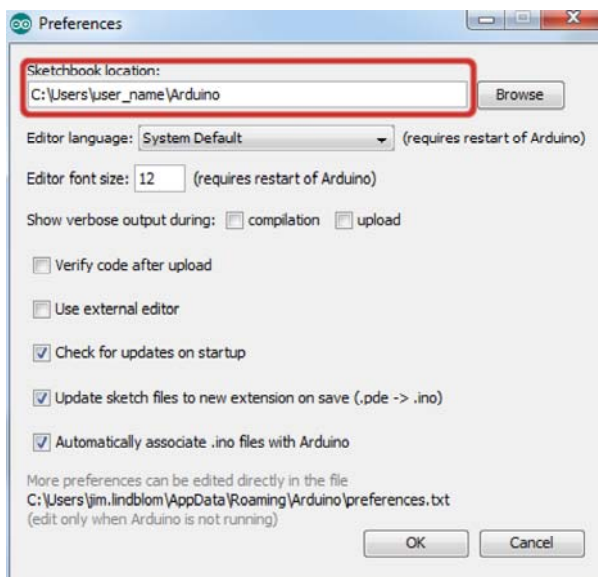 Preferences
Sketchbook location:
C:\Users\user_name\Arduino
Browse
Editor language: System Default (requires restart of Arduino)
Editor font size: 12 (requires restart of Arduino)
Show verbose output during: compilation upload
Verify code after upload
Use external editor
Check for updates on startup
Update sketch files to new extension on save (.pde -> .ino)
Automatically associate .ino files with Arduino
More preferences can be edited directly in the file
C:\Users\jim.lindblom\AppData\Roaming\Arduino\preferences.txt
(edit only when Arduino is not running)
OK Cancel